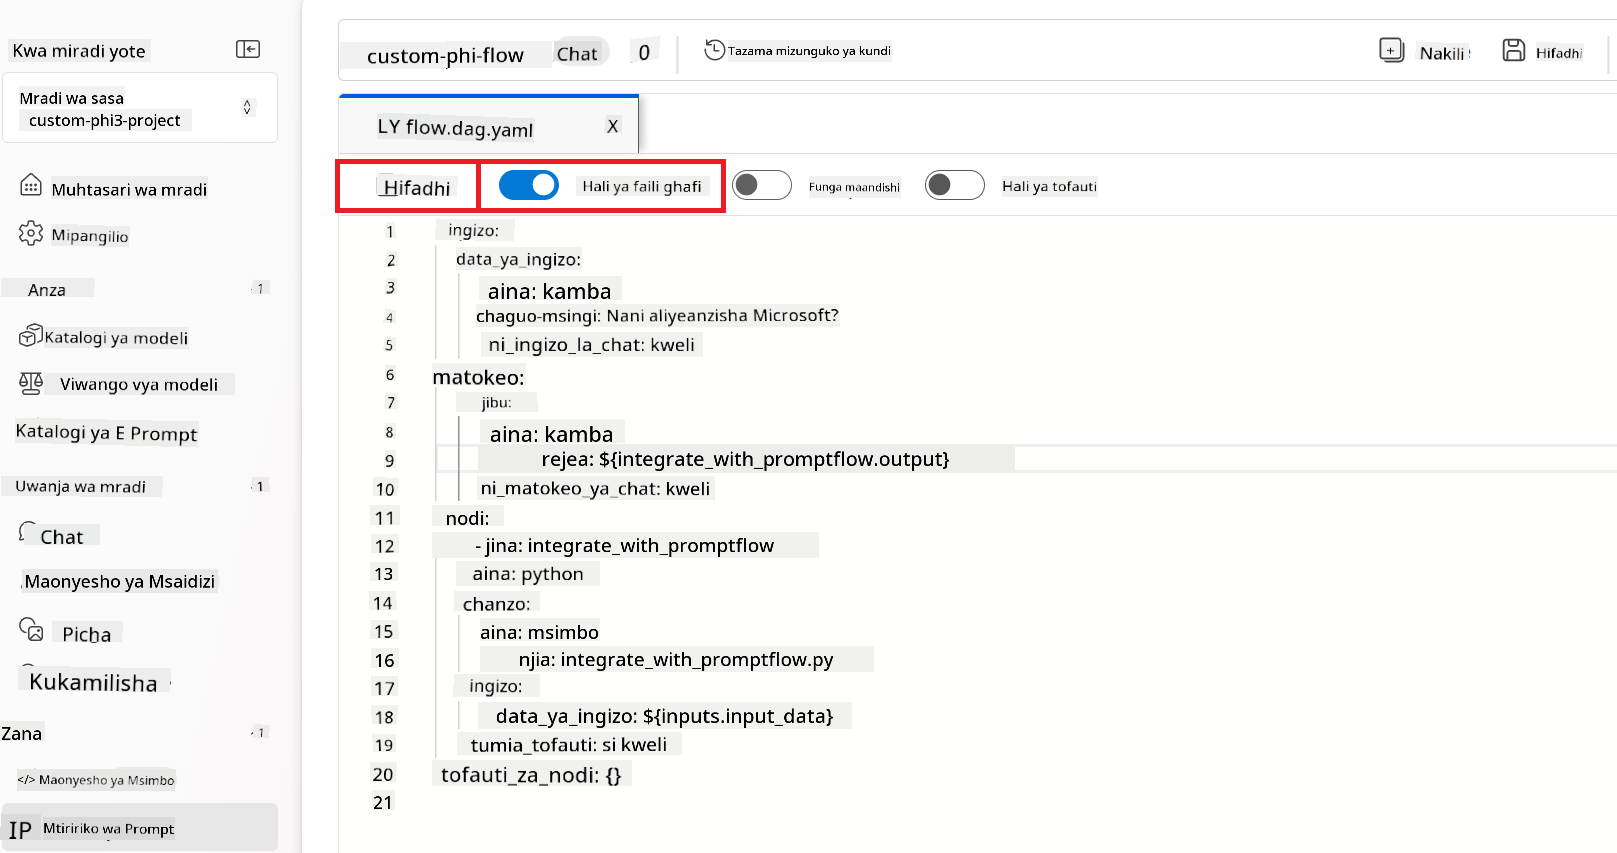 Kwa miradi yote
Mradi wa sasa
custom-phi3-project
Muhtasari wa mradi
Mipangilio
Anza
1
Katalogi ya modeli
Viwango vya modeli
Katalogi ya E Prompt
Uwanja wa mradi
1
Chat
Maonyesho ya Msaidizi
Picha
Kukamilisha
Zana
1
</> Maonyesho ya Msimbo
IP Mtiririko wa Prompt
custom-phi-flow Chat 0 Tazama mizunguko ya kundi Nakili Hifadhi
LY flow.dag.yaml X
Hifadhi Hali ya faili ghafi Funga maandishi Hali ya tofauti
1 ingizo:
2 data_ya_ingizo:
3 aina: kamba
4 chaguo-msingi: Nani aliyeanzisha Microsoft?
5 ni_ingizo_la_chat: kweli
6 matokeo:
7 jibu:
8 aina: kamba
9 rejea: ${integrate_with_promptflow.output}
10 ni_matokeo_ya_chat: kweli
11 nodi:
12 - jina: integrate_with_promptflow
13 aina: python
14 chanzo:
15 aina: msimbo
16 njia: integrate_with_promptflow.py
17 ingizo:
18 data_ya_ingizo: ${inputs.input_data}
19 tumia_tofauti: si kweli
20 tofauti_za_nodi: {}
21